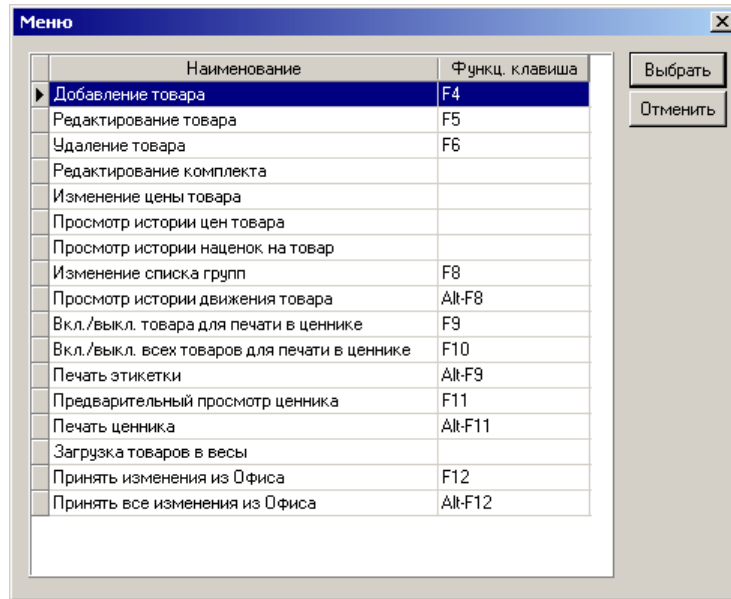 Меню
Наименование Функц. клавиша
Добавление товара F4
Редактирование товара F5
Удаление товара F6
Редактирование комплекта
Изменение цены товара
Просмотр истории цен товара
Просмотр истории наценок на товар
Изменение списка групп F8
Просмотр истории движения товара Alt-F8
Вкл./выкл. товара для печати в ценнике F9
Вкл./выкл. всех товаров для печати в ценнике F10
Печать этикетки Alt-F9
Предварительный просмотр ценника F11
Печать ценника Alt-F11
Загрузка товаров в весы
Принять изменения из Офиса F12
Принять все изменения из Офиса Alt-F12
Выбрать
Отменить